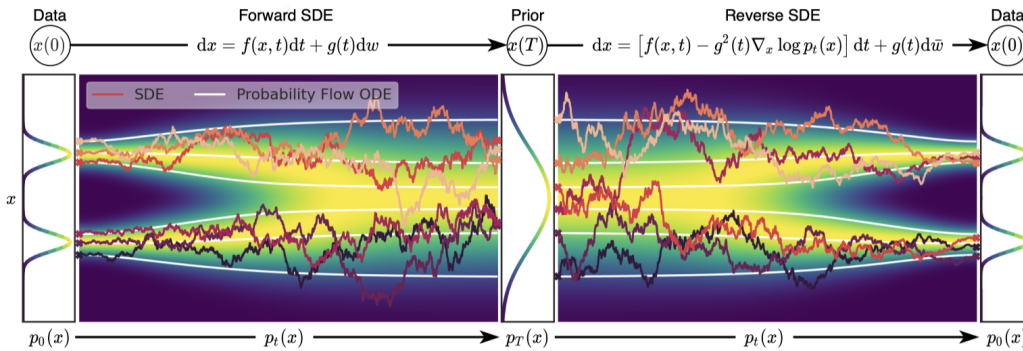 Data Forward SDE Prior Reverse SDE Data
x(0) dx = f(x, t)dt + g(t)dw x(T) dx = [f(x, t) − g²(t)∇ₓ log pₜ(x)] dt + g(t)dw̄ x(0)
SDE Probability Flow ODE
x
p₀(x) pₜ(x) p_T(x) pₜ(x) p₀(x)